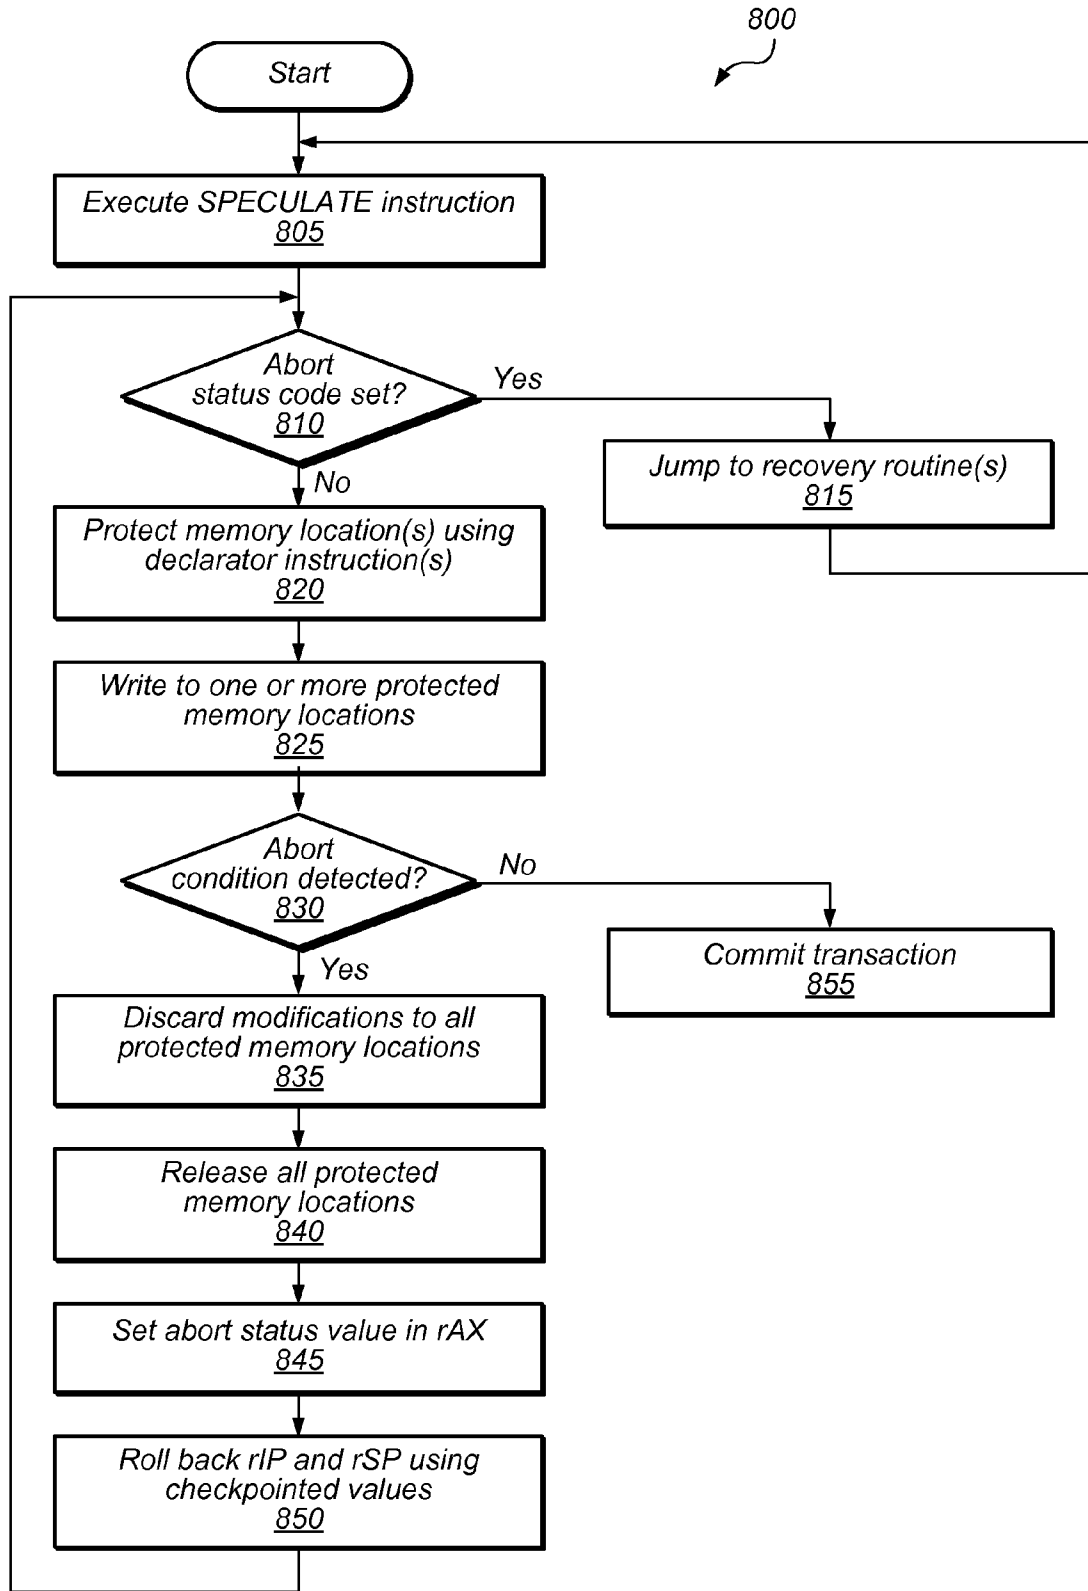 800
Start
Execute SPECULATE instruction
805
Abort
status code set?
810
Yes
No
Jump to recovery routine(s)
815
Protect memory location(s) using
declarator instruction(s)
820
Write to one or more protected
memory locations
825
Abort
condition detected?
830
No
Yes
Commit transaction
855
Discard modifications to all
protected memory locations
835
Release all protected
memory locations
840
Set abort status value in rAX
845
Roll back rIP and rSP using
checkpointed values
850